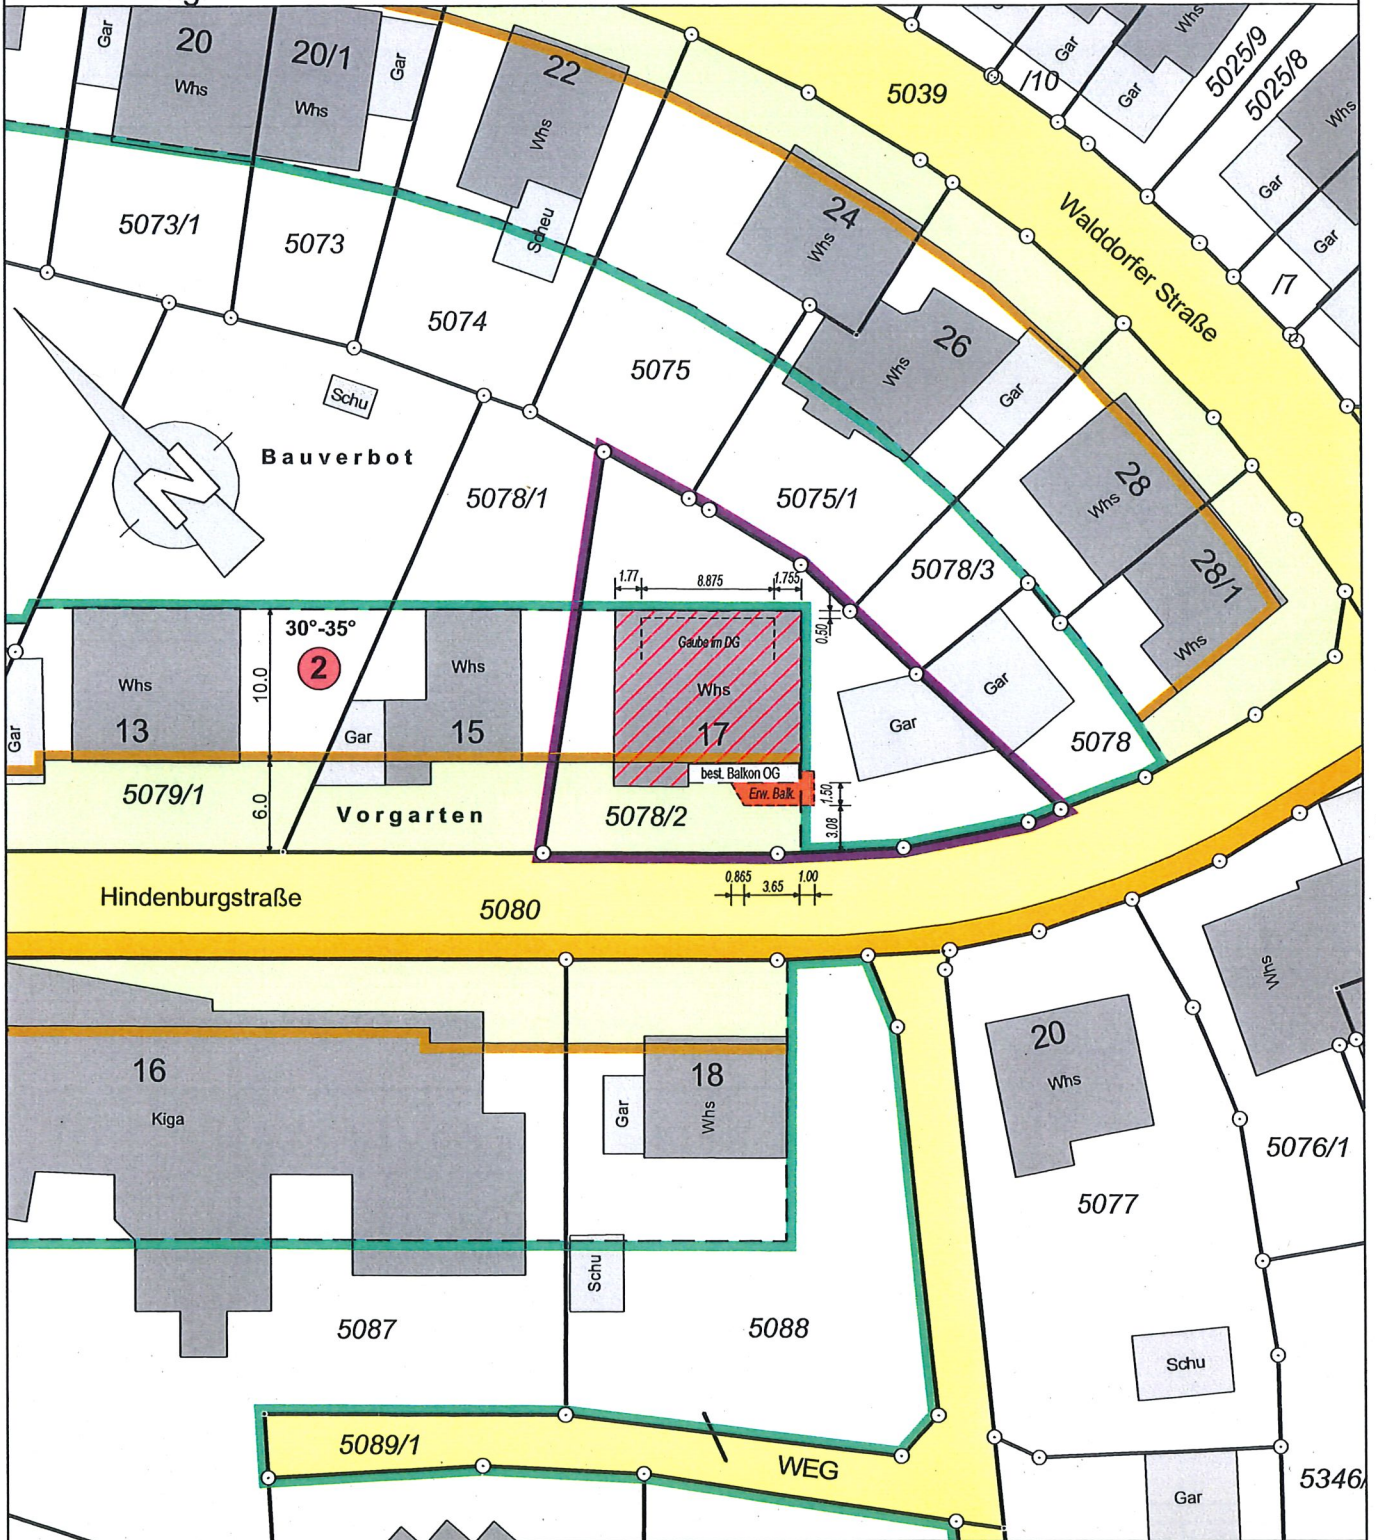 Gar
20
Whs
20/1
Whs
Gar
22
Whs
Scheu
5039
Gar
/10
Whs
Gar
5025/9
5025/8
Whs
Gar
Gar
/7
Walddorfer Straße
5073/1
5073
5074
5075
24
Whs
26
Whs
Gar
Schu
Bauverbot
N
5078/1
5075/1
28
Whs
28/1
Whs
5078/3
1.77
8.875
1.755
0.50
30°-35°
2
10.0
Whs
13
Gar
Whs
15
Gar
Gaube im DG
Whs
17
Gar
Gar
5078
best. Balkon OG
Erw. Balk.
1.50
3.08
5079/1
6.0
Vorgarten
5078/2
0.865
3.65
1.00
Hindenburgstraße
5080
16
Kiga
Gar
18
Whs
20
Whs
Whs
5076/1
5077
Schu
5087
5088
Schu
5089/1
WEG
Gar
5346/